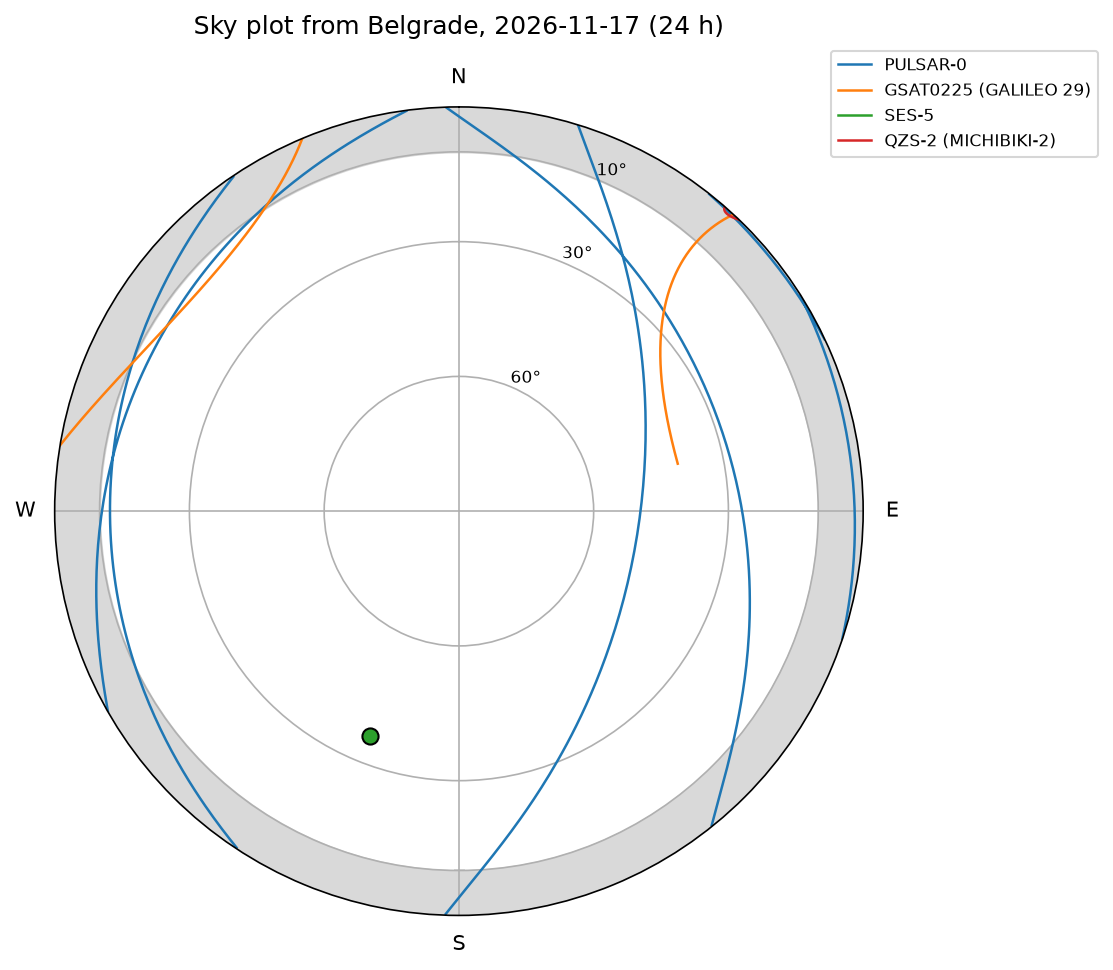 Sky plot from Belgrade, 2026-11-17 (24 h)
PULSAR-0
GSAT0225 (GALILEO 29)
SES-5
QZS-2 (MICHIBIKI-2)
N
10°
30°
60°
W
E
S